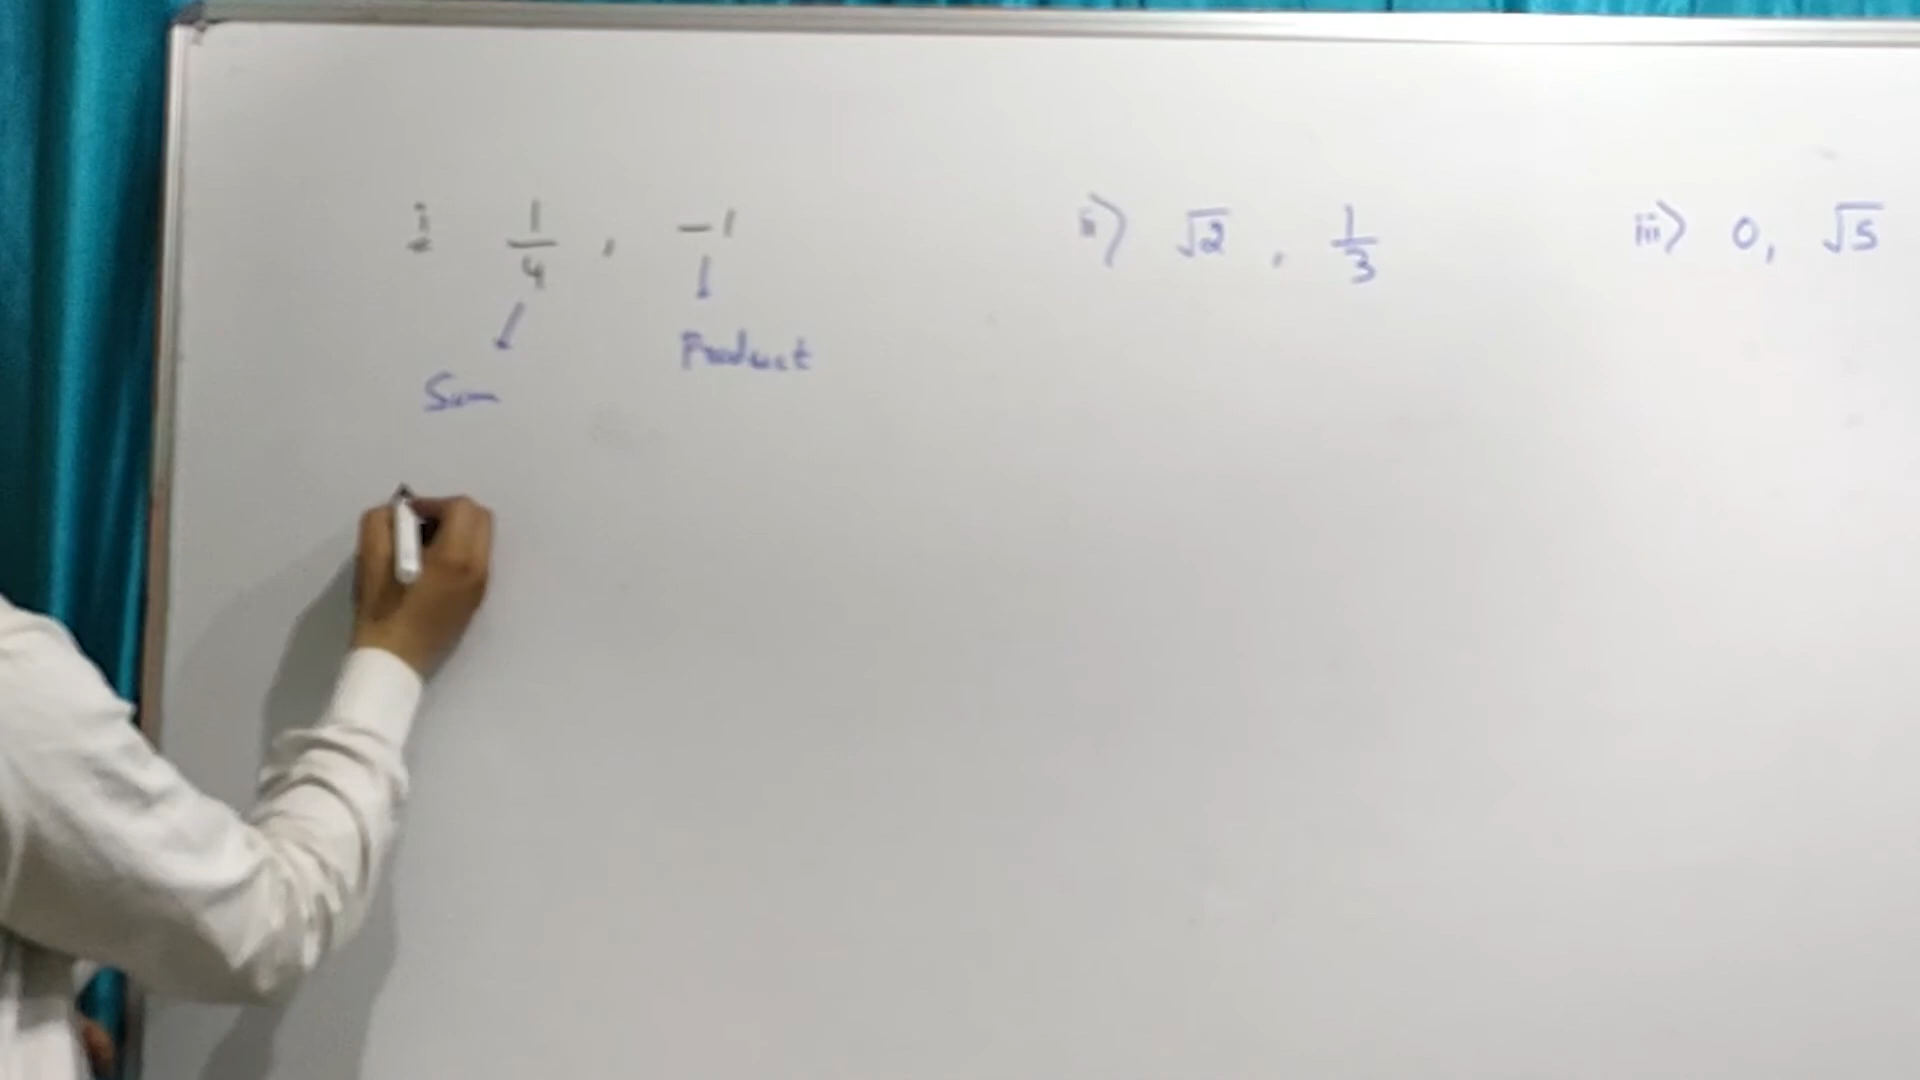 i 1/4 , -1
Sum
Product
ii) √2 , 1/3
iii) 0, √5